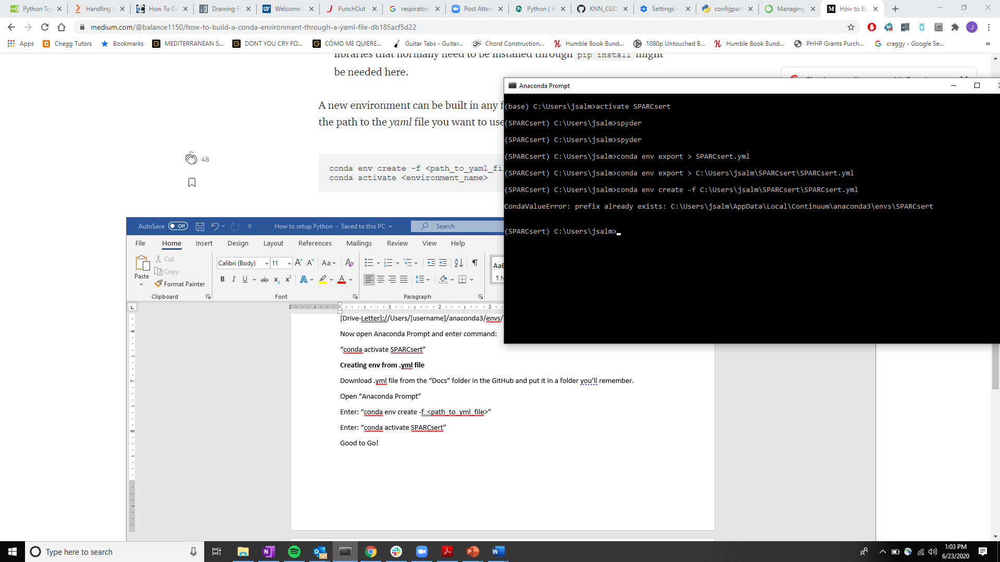 Python Try
Handling u
How To Co
Drawing Fu
Welcome t
PunchOut
respiratory
Post Atten
Python | In
KNN_CUD
Settings -
configpars
Managing
How to Bu
medium.com/@balance1150/how-to-build-a-conda-environment-through-a-yaml-file-db185acf5d22
Apps
Chegg Tutors
Bookmarks
MEDITERRANEAN S...
DONT YOU CRY FO...
CÓMO ME QUIERE...
Guitar Tabs - Guitar...
Chord Construction...
Humble Book Bund...
1080p Untouched B...
Humble Book Bund...
PHHP Grants Purch...
craggy - Google Se...
libraries that normally need to be installed through pip install might
be needed here.
A new environment can be built in any f
the path to the yaml file you want to use
48
conda env create -f <path_to_yaml_fil
conda activate <environment_name>
Anaconda Prompt
(base) C:\Users\jsalm>activate SPARCsert
(SPARCsert) C:\Users\jsalm>spyder
(SPARCsert) C:\Users\jsalm>spyder
(SPARCsert) C:\Users\jsalm>conda env export > SPARCsert.yml
(SPARCsert) C:\Users\jsalm>conda env export > C:\Users\jsalm\SPARCsert\SPARCsert.yml
(SPARCsert) C:\Users\jsalm>conda env create -f C:\Users\jsalm\SPARCsert\SPARCsert.yml
CondaValueError: prefix already exists: C:\Users\jsalm\AppData\Local\Continuum\anaconda3\envs\SPARCsert
(SPARCsert) C:\Users\jsalm>
AutoSave Off
How to setup Python - Saved to this PC
Search
File Home Insert Design Layout References Mailings Review View Help
Paste
Cut
Copy
Format Painter
Clipboard
Calibri (Body) 11
Font
Paragraph
[Drive-Letter]://Users/[username]/anaconda3/envs/
Now open Anaconda Prompt and enter command:
“conda activate SPARCsert”
Creating env from .yml file
Download .yml file from the “Docs” folder in the GitHub and put it in a folder you’ll remember.
Open “Anaconda Prompt”
Enter: “conda env create -f <path_to_yml_file>”
Enter: “conda activate SPARCsert”
Good to Go!
Type here to search
1:03 PM
6/23/2020